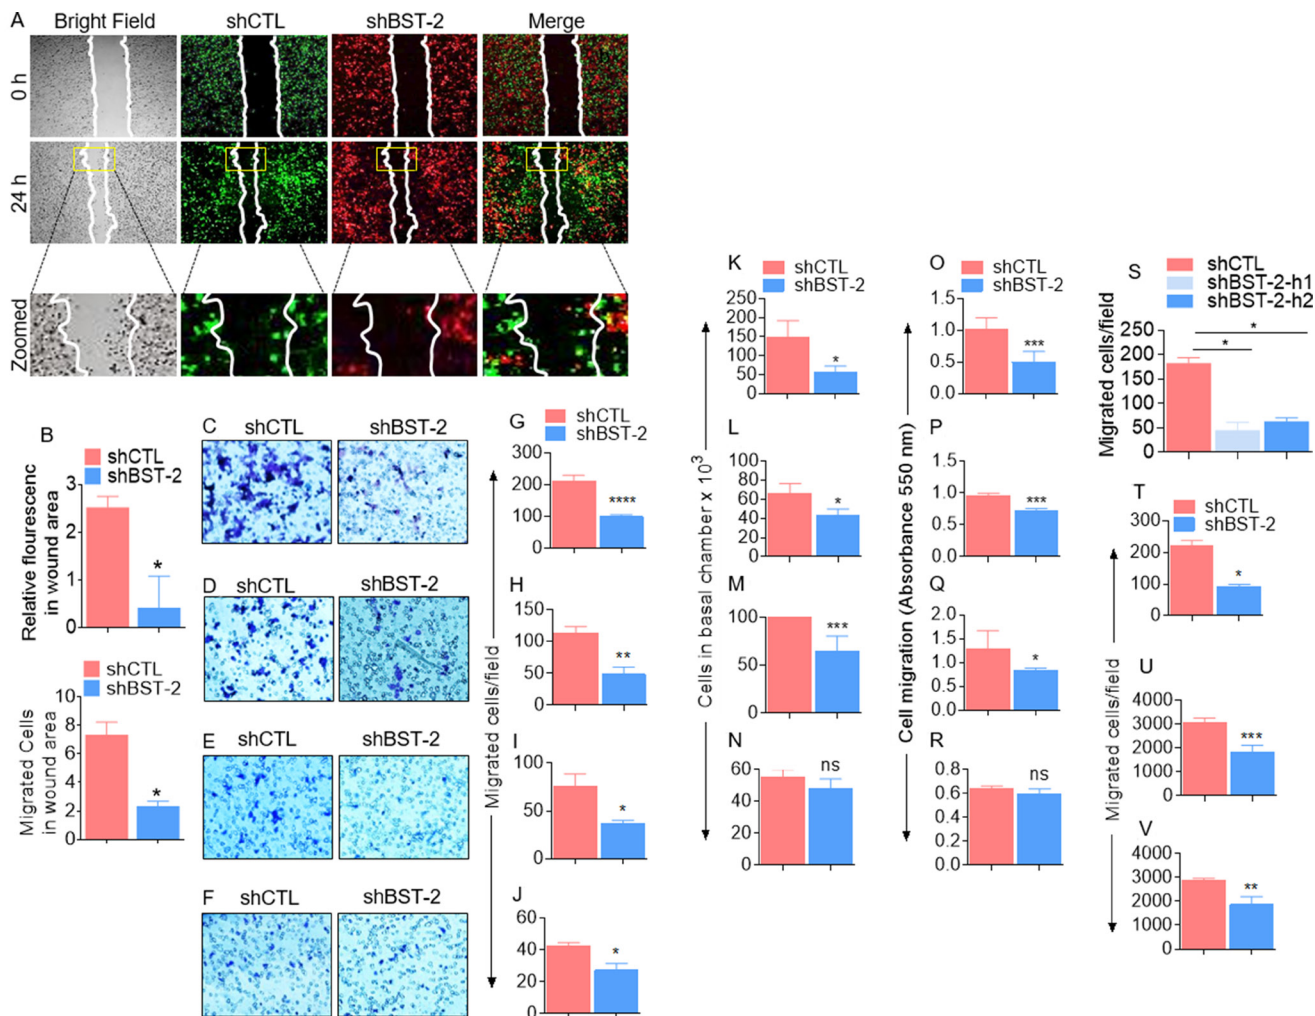 A
Bright Field
shCTL
shBST-2
Merge
0 h
24 h
Zoomed
B
shCTL
shBST-2
Relative flourescenc
in wound area
3
2
1
0
*
shCTL
shBST-2
Migrated Cells
in wound area
10
8
6
4
2
0
*
C
shCTL
shBST-2
D
shCTL
shBST-2
E
shCTL
shBST-2
F
shCTL
shBST-2
Migrated cells/field
G
shCTL
shBST-2
300
200
100
0
****
H
150
100
50
0
**
I
100
50
0
*
J
60
40
20
0
*
Cells in basal chamber x 10³
K
shCTL
shBST-2
250
200
150
100
50
0
*
L
100
80
60
40
20
0
*
M
100
50
0
***
N
60
40
20
0
ns
Cell migration (Absorbance 550 nm)
O
shCTL
shBST-2
1.5
1.0
0.5
0.0
***
P
1.5
1.0
0.5
0.0
***
Q
2.0
1.5
1.0
0.5
0.0
*
R
0.8
0.6
0.4
0.2
0.0
ns
S
shCTL
shBST-2-h1
shBST-2-h2
Migrated cells/field
250
200
150
100
50
0
*
*
Migrated cells/field
T
shCTL
shBST-2
300
200
100
0
*
U
4000
3000
2000
1000
0
***
V
4000
3000
2000
1000
0
**